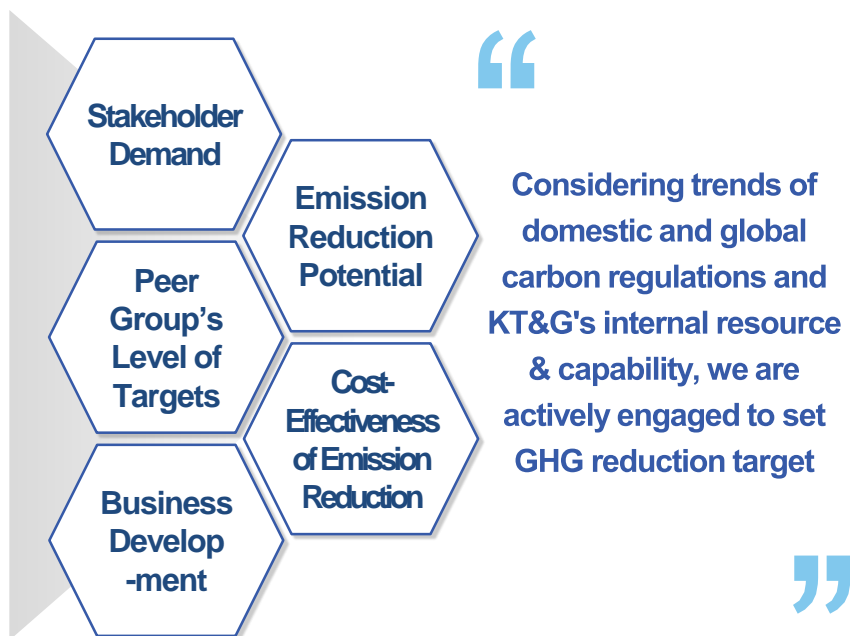 Stakeholder
Demand
Emission
Reduction
Potential
Peer
Group’s
Level of
Targets
Cost-
Effectiveness
of Emission
Reduction
Business
Develop
-ment
“
Considering trends of
domestic and global
carbon regulations and
KT&G's internal resource
& capability, we are
actively engaged to set
GHG reduction target
”